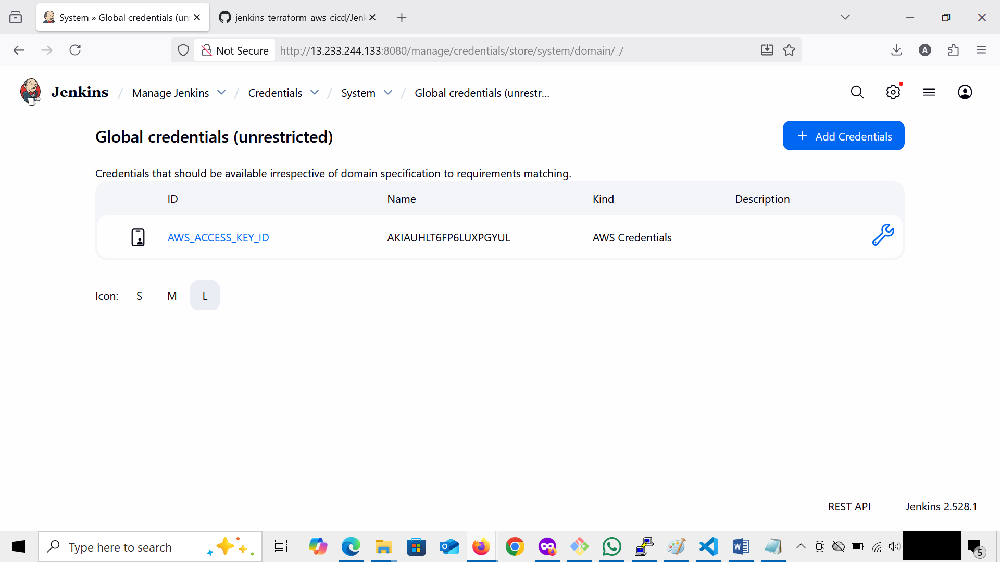 System » Global credentials (unr
jenkins-terraform-aws-cicd/Jenk
Not Secure
http://13.233.244.133:8080/manage/credentials/store/system/domain/_/
A
Jenkins / Manage Jenkins / Credentials / System / Global credentials (unrestr...
Global credentials (unrestricted)
+ Add Credentials
Credentials that should be available irrespective of domain specification to requirements matching.
ID Name Kind Description
AWS_ACCESS_KEY_ID AKIAUHLT6FP6LUXPGYUL AWS Credentials
Icon: S M L
REST API Jenkins 2.528.1
Type here to search
5